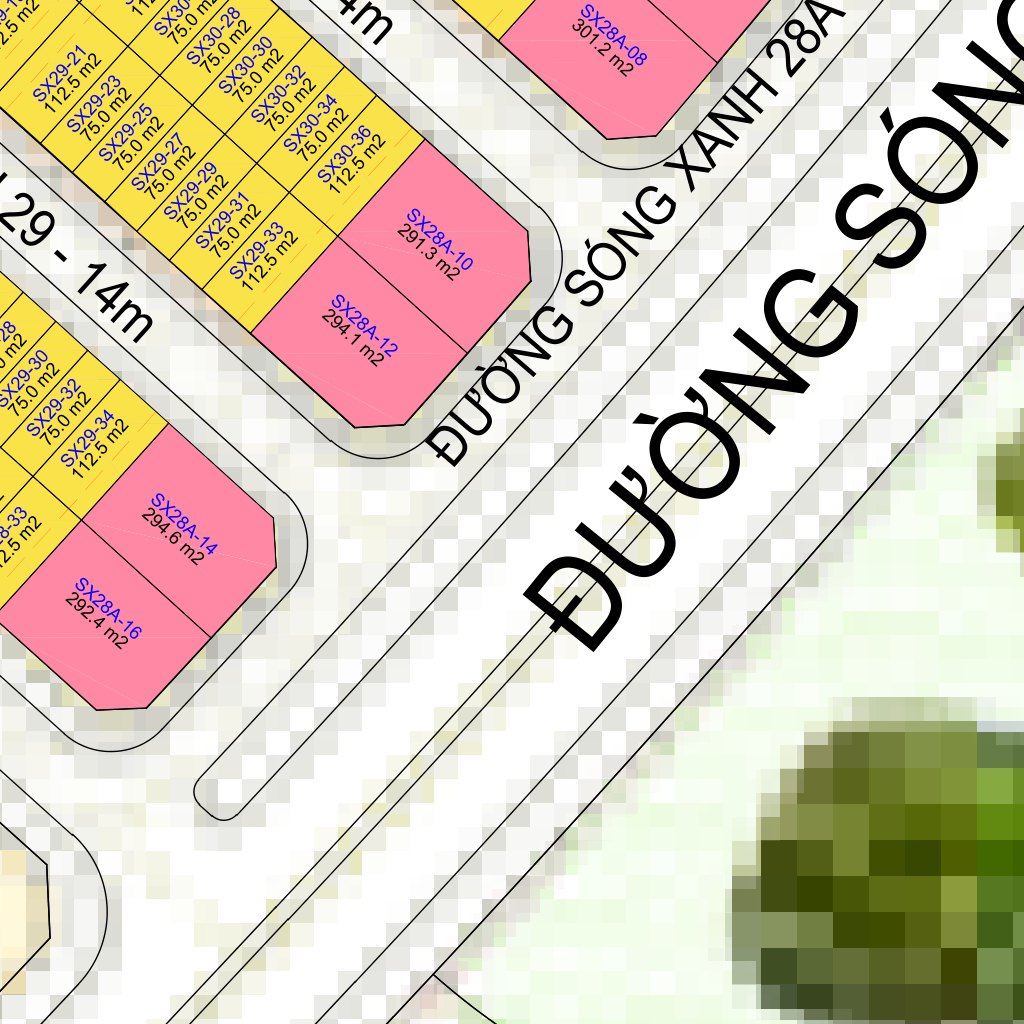 SX29-21
112.5 m2
SX29-23
75.0 m2
SX29-25
75.0 m2
SX29-27
75.0 m2
SX29-29
75.0 m2
SX29-31
75.0 m2
SX29-33
112.5 m2
75.0 m2
SX30-28
75.0 m2
SX30-30
75.0 m2
SX30-32
75.0 m2
SX30-34
75.0 m2
SX30-36
112.5 m2
SX28A-08
301.2 m2
SX28A-10
291.3 m2
SX28A-12
294.1 m2
29 - 14m
SX29-30
75.0 m2
SX29-32
75.0 m2
SX29-34
112.5 m2
SX28A-14
294.6 m2
SX28A-16
292.4 m2
ĐƯỜNG SÓNG XANH 28A
ĐƯỜNG SÓNG